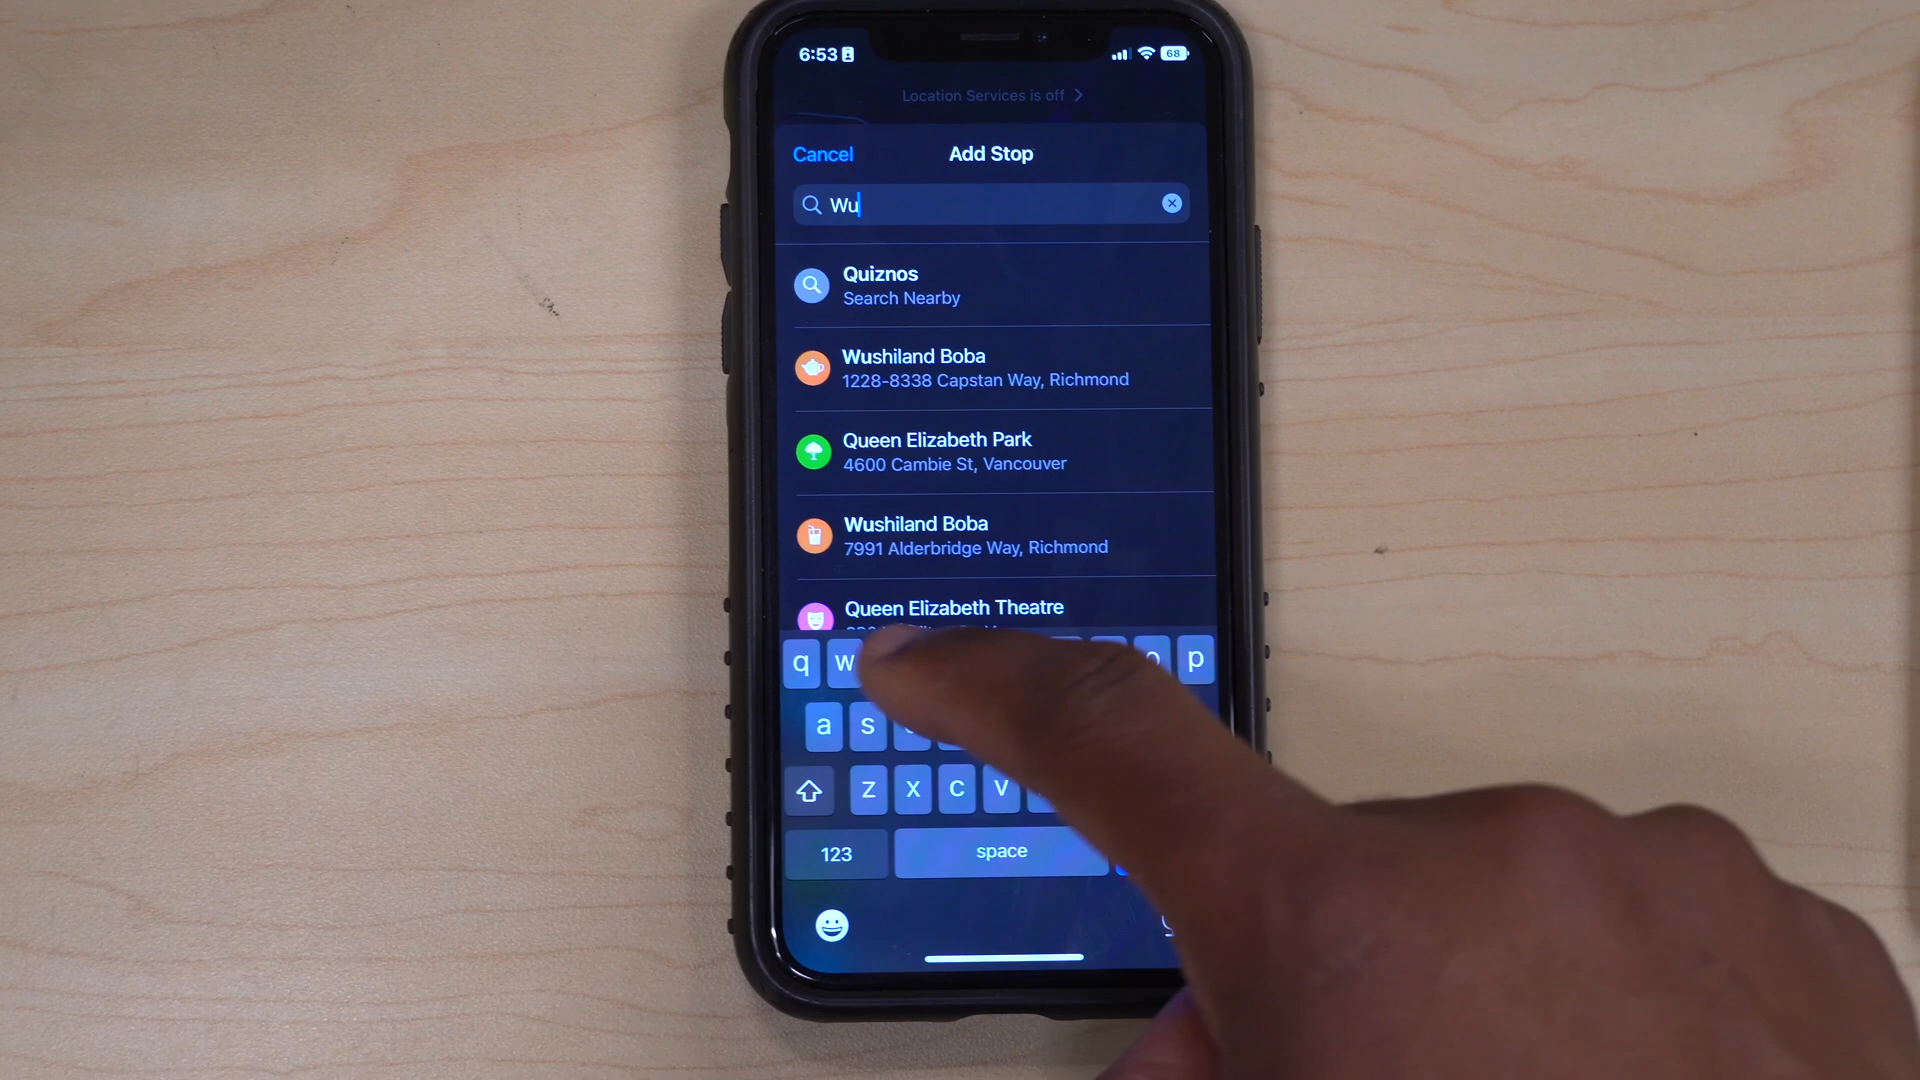 6:53
68
Location Services is off
Cancel
Add Stop
Wu
Quiznos
Search Nearby
Wushiland Boba
1228-8338 Capstan Way, Richmond
Queen Elizabeth Park
4600 Cambie St, Vancouver
Wushiland Boba
7991 Alderbridge Way, Richmond
Queen Elizabeth Theatre
q w o p
a s
z x c v
123 space